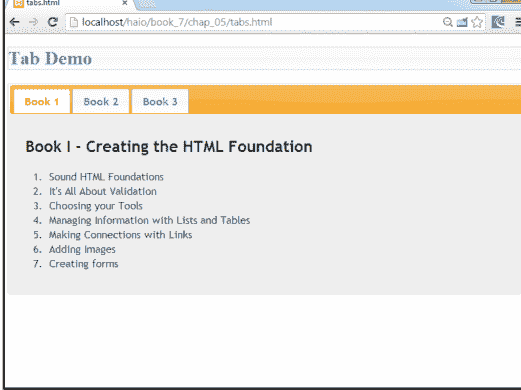 tabs.html
localhost/haio/book_7/chap_05/tabs.html
Tab Demo
Book 1 Book 2 Book 3
Book I - Creating the HTML Foundation
1. Sound HTML Foundations
2. It's All About Validation
3. Choosing your Tools
4. Managing Information with Lists and Tables
5. Making Connections with Links
6. Adding Images
7. Creating forms